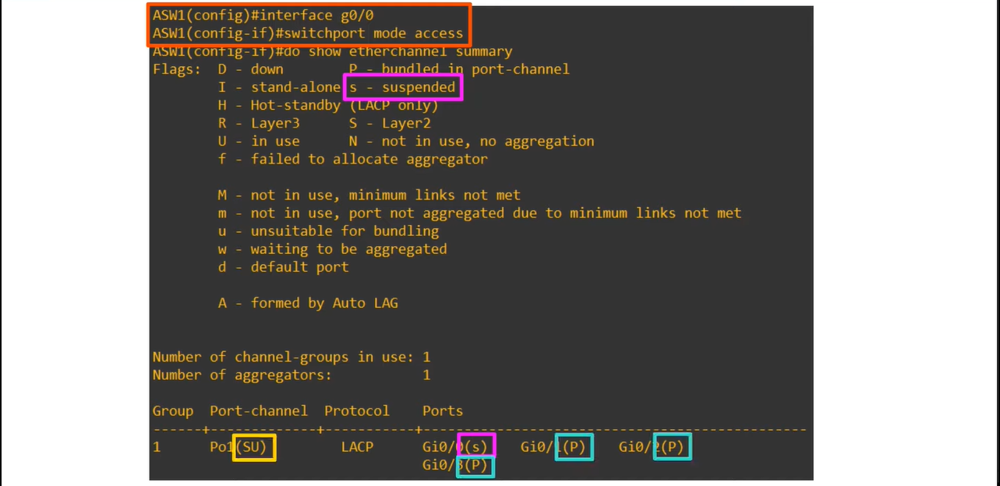 ASW1(config)#interface g0/0
ASW1(config-if)#switchport mode access
ASW1(config-if)#do show etherchannel summary
Flags:  D - down        P - bundled in port-channel
        I - stand-alone s - suspended
        H - Hot-standby (LACP only)
        R - Layer3      S - Layer2
        U - in use      N - not in use, no aggregation
        f - failed to allocate aggregator
        M - not in use, minimum links not met
        m - not in use, port not aggregated due to minimum links not met
        u - unsuitable for bundling
        w - waiting to be aggregated
        d - default port
        A - formed by Auto LAG
Number of channel-groups in use: 1
Number of aggregators:           1
Group  Port-channel  Protocol    Ports
------+-------------+-----------+-----------------------------------------------
1      Po1(SU)         LACP      Gi0/0(s)    Gi0/1(P)    Gi0/2(P)
                                 Gi0/3(P)